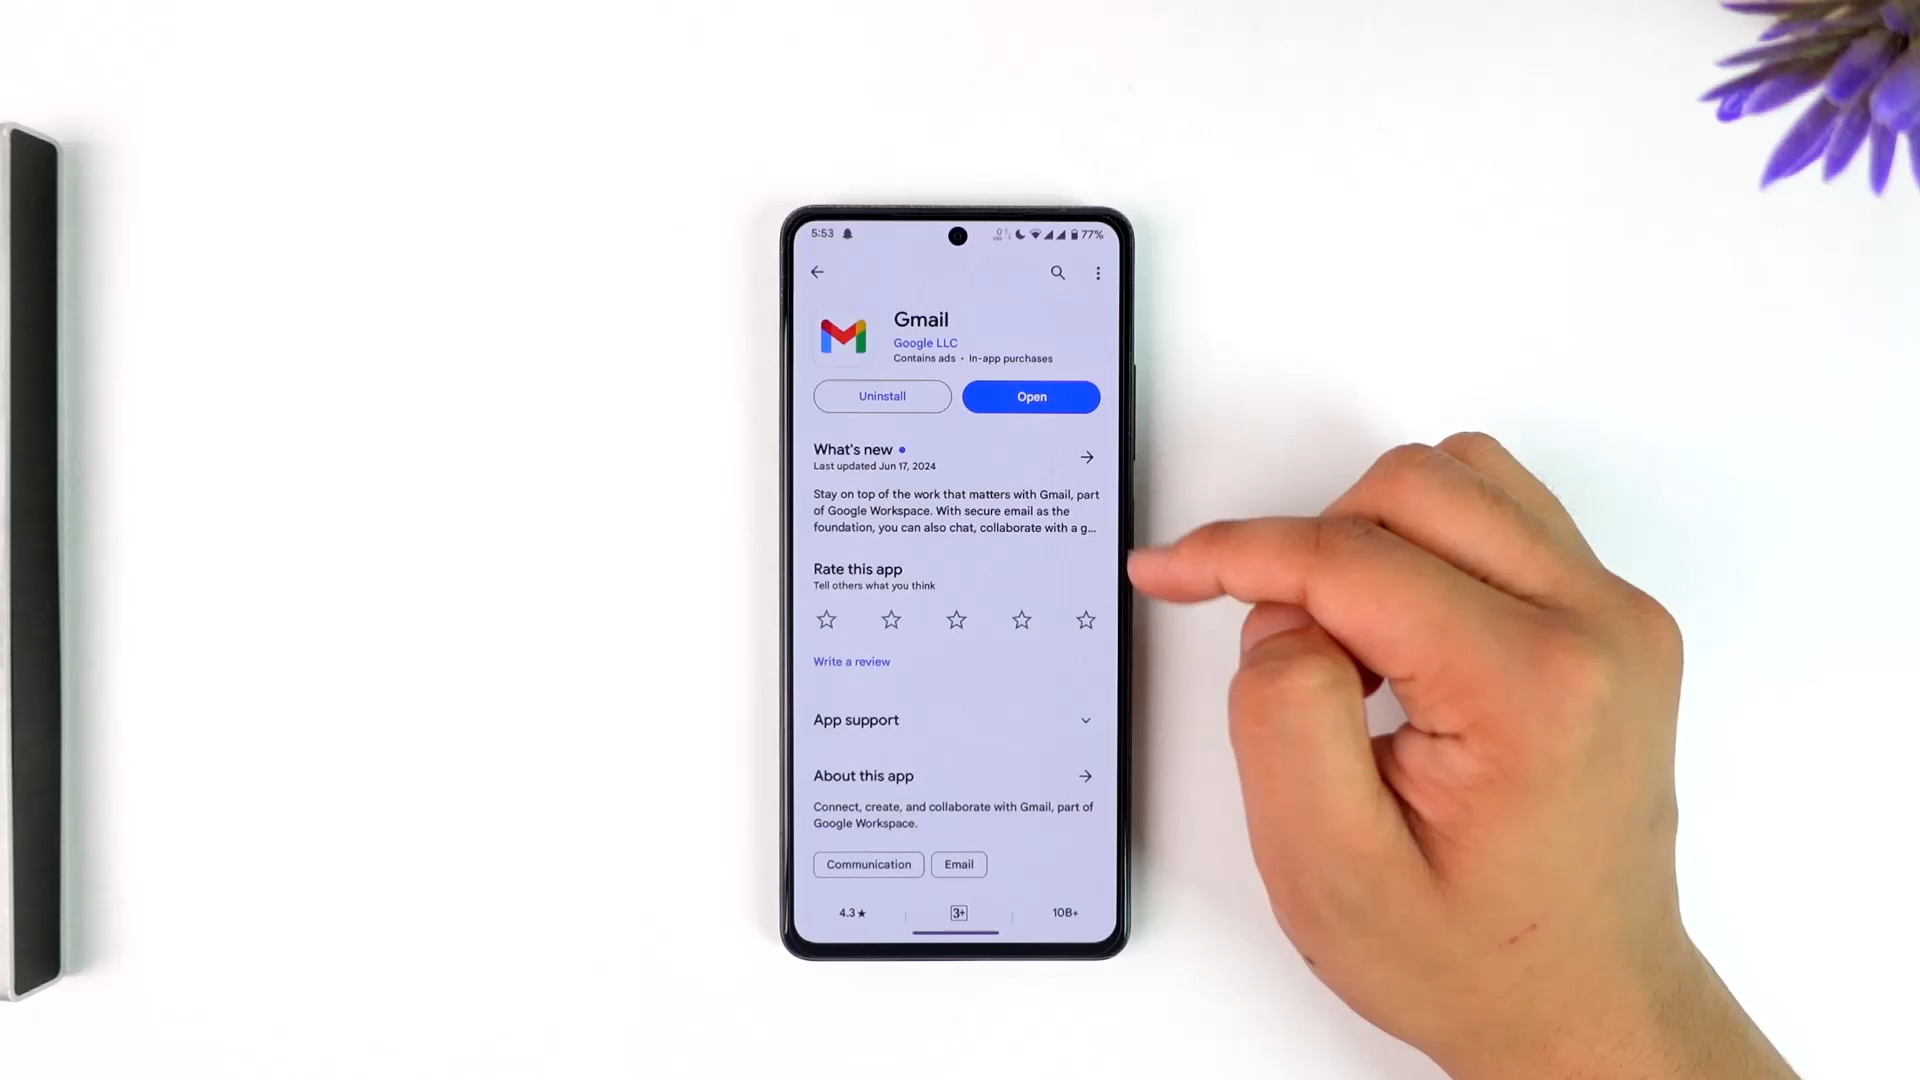 5:53 77%
Gmail
Google LLC
Contains ads • In-app purchases
Uninstall Open
What's new
Last updated Jun 17, 2024
Stay on top of the work that matters with Gmail, part
of Google Workspace. With secure email as the
foundation, you can also chat, collaborate with a g...
Rate this app
Tell others what you think
Write a review
App support
About this app
Connect, create, and collaborate with Gmail, part of
Google Workspace.
Communication Email
4.3★ 3+ 10B+